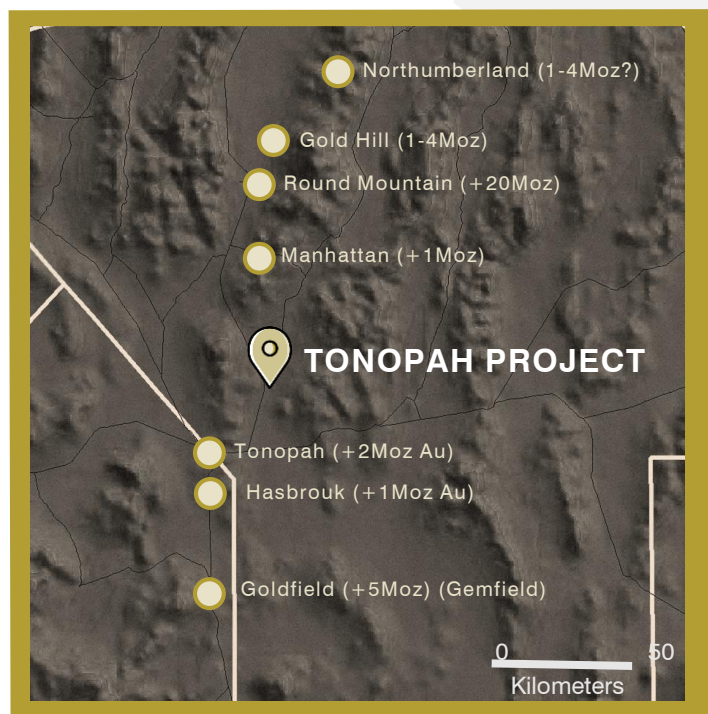 Northumberland (1-4Moz?)
Gold Hill (1-4Moz)
Round Mountain (+20Moz)
Manhattan (+1Moz)
TONOPAH PROJECT
Tonopah (+2Moz Au)
Hasbrouk (+1Moz Au)
Goldfield (+5Moz) (Gemfield)
0 50
Kilometers